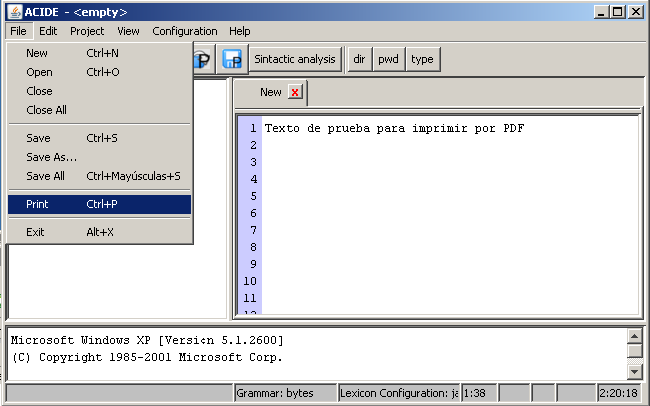 ACIDE - <empty>
File Edit Project View Configuration Help
New Ctrl+N
Open Ctrl+O
Close
Close All
Save Ctrl+S
Save As...
Save All Ctrl+Mayúsculas+S
Print Ctrl+P
Exit Alt+X
P P Sintactic analysis dir pwd type
New x
1 Texto de prueba para imprimir por PDF
2
3
4
5
6
7
8
9
10
11
12
Microsoft Windows XP [Versi<n 5.1.2600]
(C) Copyright 1985-2001 Microsoft Corp.
Grammar: bytes Lexicon Configuration: ja 1:38 2:20:18